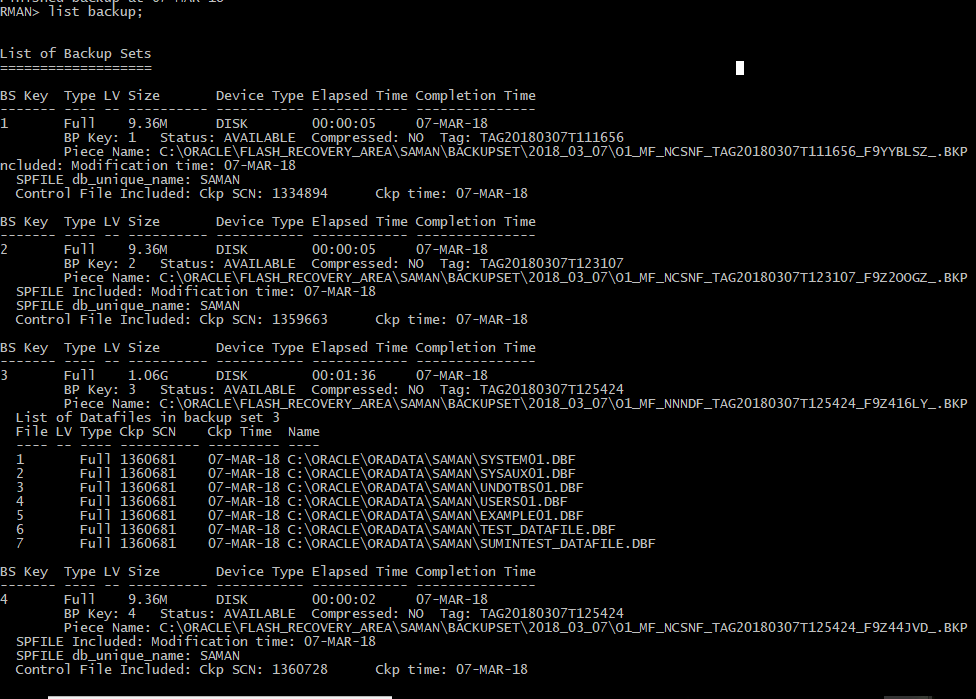 RMAN> list backup;
List of Backup Sets
===================
BS Key  Type LV Size       Device Type Elapsed Time Completion Time
------- ---- -- ---------- ----------- ------------ ---------------
1       Full    9.36M      DISK        00:00:05     07-MAR-18
        BP Key: 1   Status: AVAILABLE  Compressed: NO  Tag: TAG20180307T111656
        Piece Name: C:\ORACLE\FLASH_RECOVERY_AREA\SAMAN\BACKUPSET\2018_03_07\O1_MF_NCSNF_TAG20180307T111656_F9YYBLSZ_.BKP
ncluded: Modification time: 07-MAR-18
  SPFILE db_unique_name: SAMAN
  Control File Included: Ckp SCN: 1334894      Ckp time: 07-MAR-18
BS Key  Type LV Size       Device Type Elapsed Time Completion Time
------- ---- -- ---------- ----------- ------------ ---------------
2       Full    9.36M      DISK        00:00:05     07-MAR-18
        BP Key: 2   Status: AVAILABLE  Compressed: NO  Tag: TAG20180307T123107
        Piece Name: C:\ORACLE\FLASH_RECOVERY_AREA\SAMAN\BACKUPSET\2018_03_07\O1_MF_NCSNF_TAG20180307T123107_F9Z2OOGZ_.BKP
  SPFILE Included: Modification time: 07-MAR-18
  SPFILE db_unique_name: SAMAN
  Control File Included: Ckp SCN: 1359663      Ckp time: 07-MAR-18
BS Key  Type LV Size       Device Type Elapsed Time Completion Time
------- ---- -- ---------- ----------- ------------ ---------------
3       Full    1.06G      DISK        00:01:36     07-MAR-18
        BP Key: 3   Status: AVAILABLE  Compressed: NO  Tag: TAG20180307T125424
        Piece Name: C:\ORACLE\FLASH_RECOVERY_AREA\SAMAN\BACKUPSET\2018_03_07\O1_MF_NNNDF_TAG20180307T125424_F9Z416LY_.BKP
  List of Datafiles in backup set 3
  File LV Type Ckp SCN    Ckp Time  Name
  ---- -- ---- ---------- --------- ----
  1       Full 1360681    07-MAR-18 C:\ORACLE\ORADATA\SAMAN\SYSTEM01.DBF
  2       Full 1360681    07-MAR-18 C:\ORACLE\ORADATA\SAMAN\SYSAUX01.DBF
  3       Full 1360681    07-MAR-18 C:\ORACLE\ORADATA\SAMAN\UNDOTBS01.DBF
  4       Full 1360681    07-MAR-18 C:\ORACLE\ORADATA\SAMAN\USERS01.DBF
  5       Full 1360681    07-MAR-18 C:\ORACLE\ORADATA\SAMAN\EXAMPLE01.DBF
  6       Full 1360681    07-MAR-18 C:\ORACLE\ORADATA\SAMAN\TEST_DATAFILE.DBF
  7       Full 1360681    07-MAR-18 C:\ORACLE\ORADATA\SAMAN\SUMINTEST_DATAFILE.DBF
BS Key  Type LV Size       Device Type Elapsed Time Completion Time
------- ---- -- ---------- ----------- ------------ ---------------
4       Full    9.36M      DISK        00:00:02     07-MAR-18
        BP Key: 4   Status: AVAILABLE  Compressed: NO  Tag: TAG20180307T125424
        Piece Name: C:\ORACLE\FLASH_RECOVERY_AREA\SAMAN\BACKUPSET\2018_03_07\O1_MF_NCSNF_TAG20180307T125424_F9Z44JVD_.BKP
  SPFILE Included: Modification time: 07-MAR-18
  SPFILE db_unique_name: SAMAN
  Control File Included: Ckp SCN: 1360728      Ckp time: 07-MAR-18